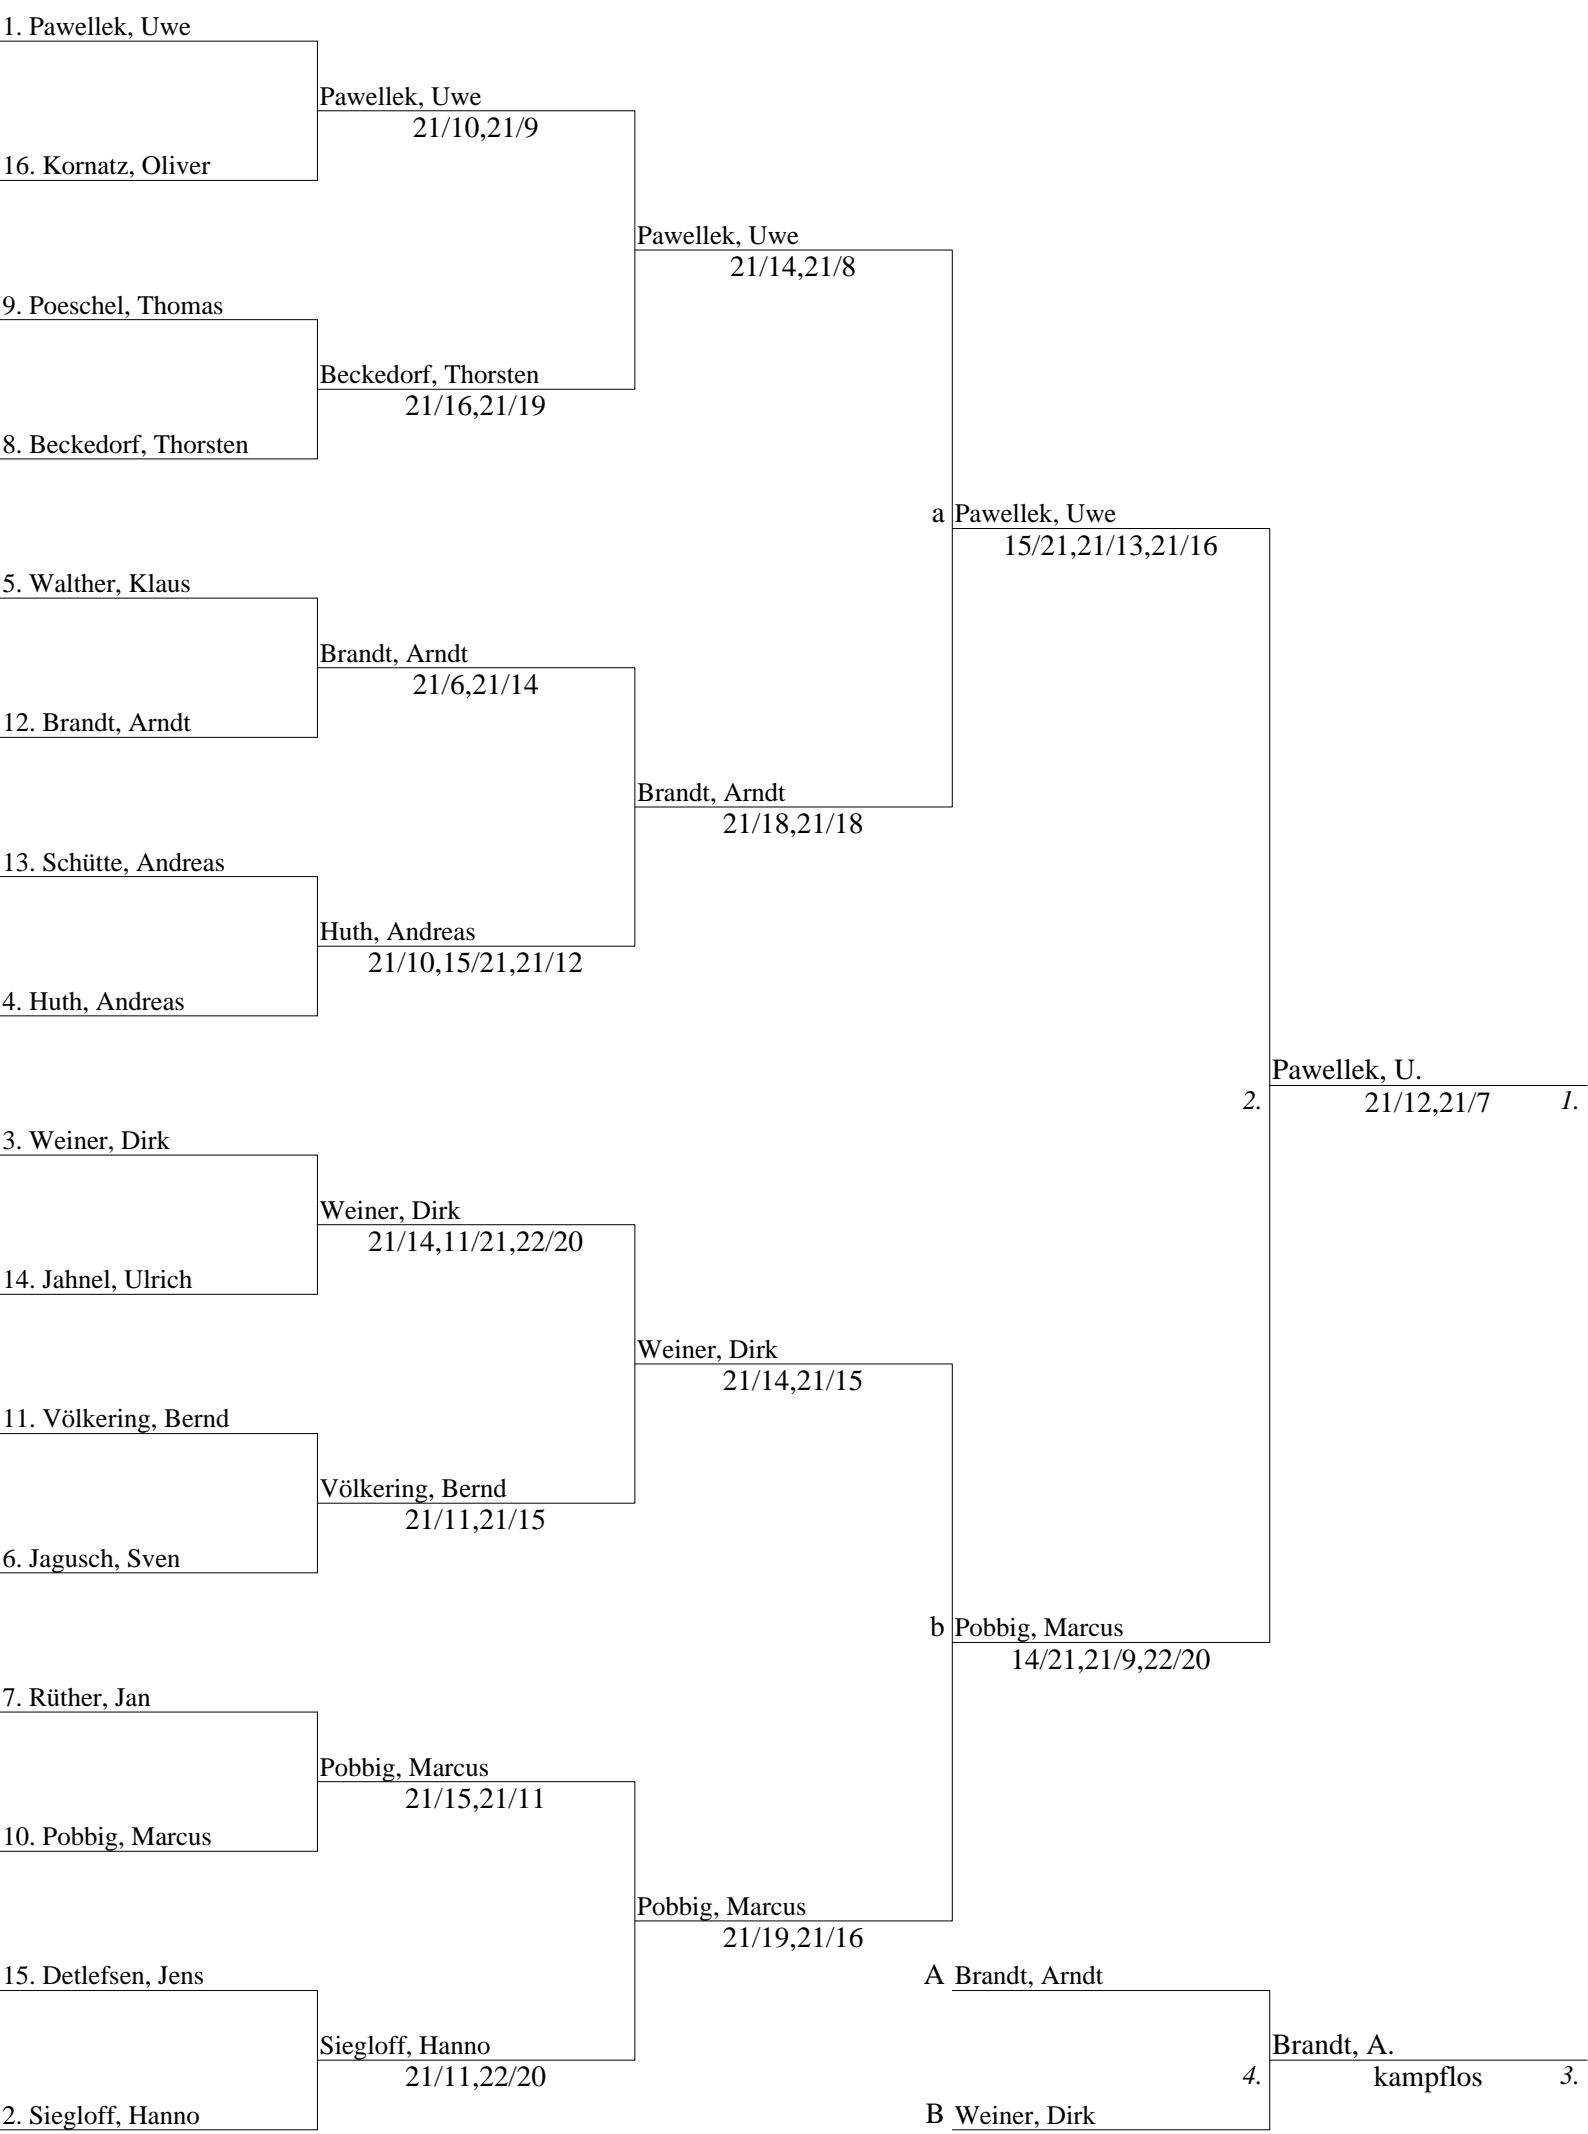 1. Pawellek, Uwe
Pawellek, Uwe
21/10,21/9
16. Kornatz, Oliver
Pawellek, Uwe
21/14,21/8
9. Poeschel, Thomas
Beckedorf, Thorsten
21/16,21/19
8. Beckedorf, Thorsten
a Pawellek, Uwe
15/21,21/13,21/16
5. Walther, Klaus
Brandt, Arndt
21/6,21/14
12. Brandt, Arndt
Brandt, Arndt
21/18,21/18
13. Schütte, Andreas
Huth, Andreas
21/10,15/21,21/12
4. Huth, Andreas
Pawellek, U.
2. 21/12,21/7 1.
3. Weiner, Dirk
Weiner, Dirk
21/14,11/21,22/20
14. Jahnel, Ulrich
Weiner, Dirk
21/14,21/15
11. Völkering, Bernd
Völkering, Bernd
21/11,21/15
6. Jagusch, Sven
b Pobbig, Marcus
14/21,21/9,22/20
7. Rüther, Jan
Pobbig, Marcus
21/15,21/11
10. Pobbig, Marcus
Pobbig, Marcus
21/19,21/16
15. Detlefsen, Jens
A Brandt, Arndt
Siegloff, Hanno
21/11,22/20
Brandt, A.
4. kampflos 3.
2. Siegloff, Hanno
B Weiner, Dirk